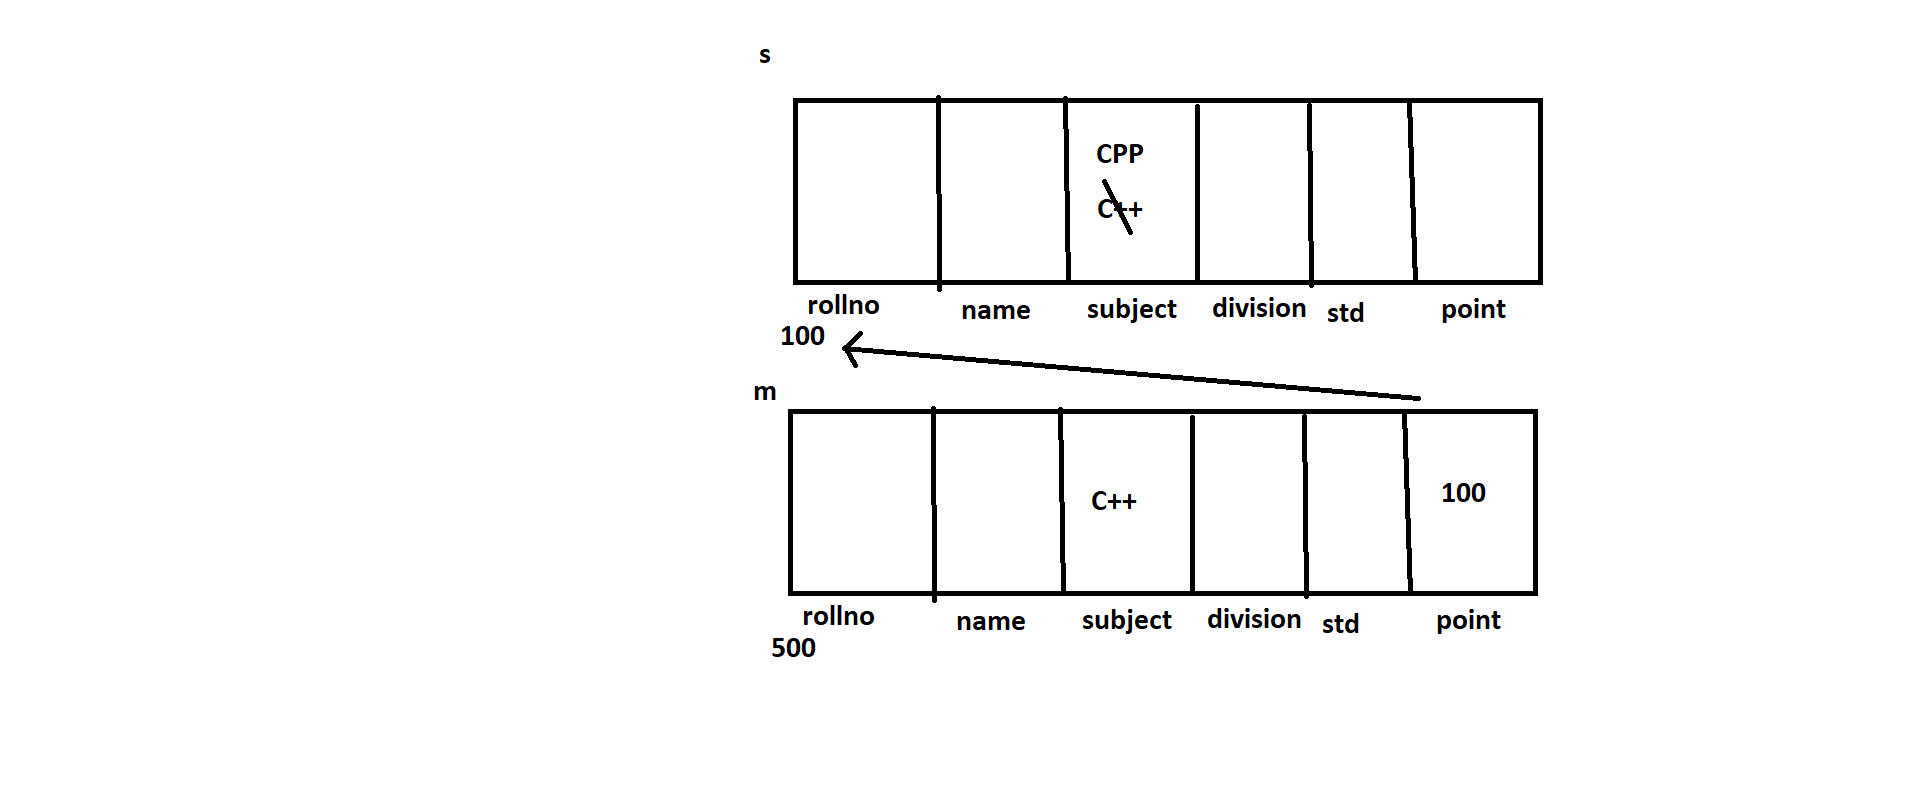 s
CPP
C++
rollno name subject division std point
100
m
C++ 100
rollno name subject division std point
500